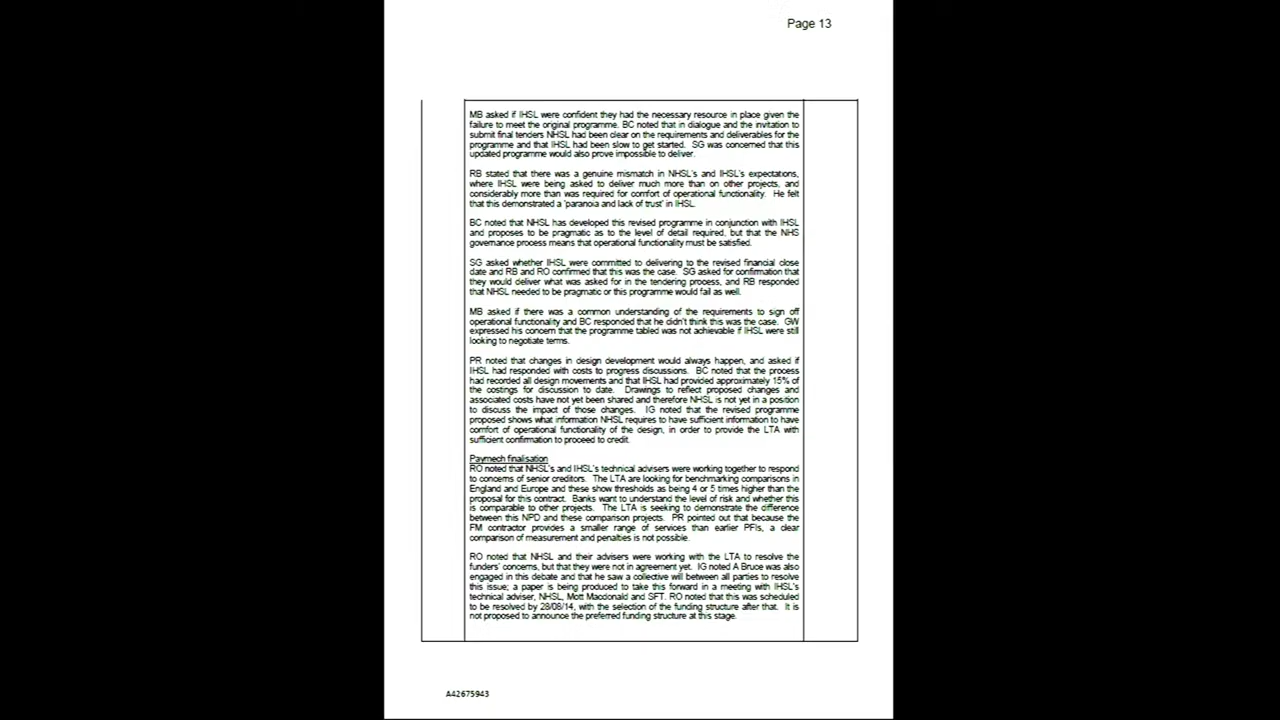 Page 13
MB asked if IHSL were confident they had the necessary resource in place given the
failure to meet the original programme. BC noted that in dialogue and the invitation to
submit final tenders NHSL had been clear on the requirements and deliverables for the
programme and that IHSL had been slow to get started. SG was concerned that this
updated programme would also prove impossible to deliver.
RB stated that there was a genuine mismatch in NHSL's and IHSL's expectations,
where IHSL were being asked to deliver much more than on other projects, and
considerably more than was required for comfort of operational functionality. He felt
that this demonstrated a 'paranoia and lack of trust' in IHSL.
BC noted that NHSL has developed this revised programme in conjunction with IHSL
and proposes to be pragmatic as to the level of detail required, but that the NHS
governance process means that operational functionality must be satisfied.
SG asked whether IHSL were committed to delivering to the revised financial close
date and RB and RO confirmed that this was the case. SG asked for confirmation that
they would deliver what was asked for in the tendering process, and RB responded
that NHSL needed to be pragmatic or this programme would fail as well.
MB asked if there was a common understanding of the requirements to sign off
operational functionality and BC responded that he didn't think this was the case. GW
expressed his concern that the programme tabled was not achievable if IHSL were still
looking to negotiate terms.
PR noted that changes in design development would always happen, and asked if
IHSL had responded with costs to progress discussions. BC noted that the process
had recorded all design movements and that IHSL had provided approximately 15% of
the costings for discussion to date. Drawings to reflect proposed changes and
associated costs have not yet been shared and therefore NHSL is not yet in a position
to discuss the impact of those changes. IG noted that the revised programme
proposed shows what information NHSL requires to have sufficient information to have
comfort of operational functionality of the design, in order to provide the LTA with
sufficient confirmation to proceed to credit.
Paymech finalisation
RO noted that NHSL's and IHSL's technical advisers were working together to respond
to concerns of senior creditors. The LTA are looking for benchmarking comparisons in
England and Europe and these show thresholds as being 4 or 5 times higher than the
proposal for this contract. Banks want to understand the level of risk and whether this
is comparable to other projects. The LTA is seeking to demonstrate the difference
between this NPD and these comparison projects. PR pointed out that because the
FM contractor provides a smaller range of services than earlier PFIs, a clear
comparison of measurement and penalties is not possible.
RO noted that NHSL and their advisers were working with the LTA to resolve the
funders' concerns, but that they were not in agreement yet. IG noted A Bruce was also
engaged in this debate and that he saw a collective will between all parties to resolve
this issue; a paper is being produced to take this forward in a meeting with IHSL's
technical adviser, NHSL, Mott Macdonald and SFT. RO noted that this was scheduled
to be resolved by 28/08/14, with the selection of the funding structure after that. It is
not proposed to announce the preferred funding structure at this stage.
A42675943